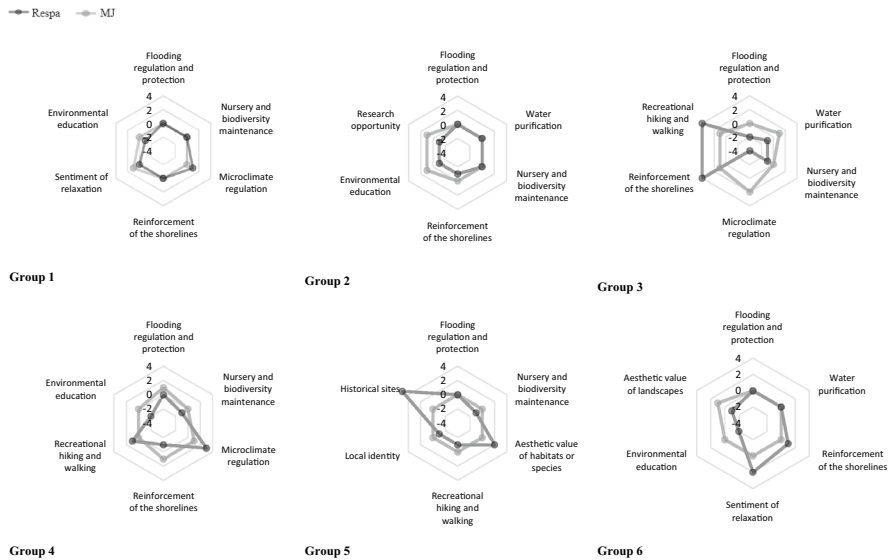 Respa MJ
Flooding
regulation and
protection
4
2
0
-2
-4
Environmental
education
Nursery and
biodiversity
maintenance
Sentiment of
relaxation
Microclimate
regulation
Reinforcement
of the shorelines
Group 1
Flooding
regulation and
protection
4
2
0
-2
-4
Research
opportunity
Water
purification
Environmental
education
Nursery and
biodiversity
maintenance
Reinforcement
of the shorelines
Group 2
Flooding
regulation and
protection
4
2
0
-2
-4
Recreational
hiking and
walking
Water
purification
Reinforcement
of the shorelines
Nursery and
biodiversity
maintenance
Microclimate
regulation
Group 3
Flooding
regulation and
protection
4
2
0
-2
-4
Environmental
education
Nursery and
biodiversity
maintenance
Recreational
hiking and
walking
Microclimate
regulation
Reinforcement
of the shorelines
Group 4
Flooding
regulation and
protection
4
2
0
-2
-4
Historical sites
Nursery and
biodiversity
maintenance
Local identity
Aesthetic value
of habitats or
species
Recreational
hiking and
walking
Group 5
Flooding
regulation and
protection
4
2
0
-2
-4
Aesthetic value
of landscapes
Water
purification
Environmental
education
Reinforcement
of the shorelines
Sentiment of
relaxation
Group 6